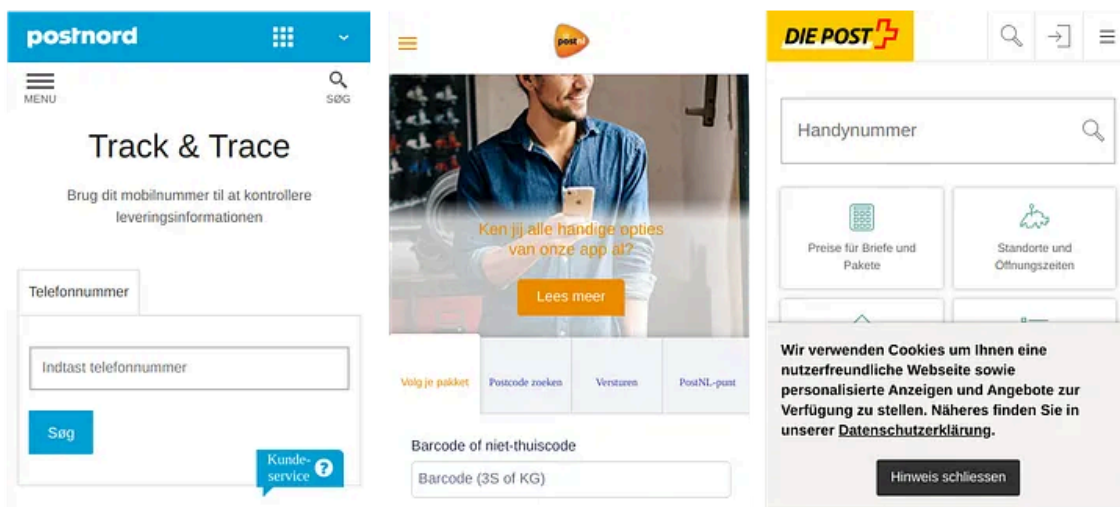 postnord
MENU
SØG
Track & Trace
Brug dit mobilnummer til at kontrollere
leveringsinformationen
Telefonnummer
Indtast telefonnummer
Søg
Kunde-
service ?
postnl
Ken jij alle handige opties
van onze app al?
Lees meer
Volg je pakket
Postcode zoeken
Versturen
PostNL-punt
Barcode of niet-thuiscode
Barcode (3S of KG)
DIE POST
Handynummer
Preise für Briefe und
Pakete
Standorte und
Öffnungszeiten
Wir verwenden Cookies um Ihnen eine
nutzerfreundliche Webseite sowie
personalisierte Anzeigen und Angebote zur
Verfügung zu stellen. Näheres finden Sie in
unserer Datenschutzerklärung.
Hinweis schliessen